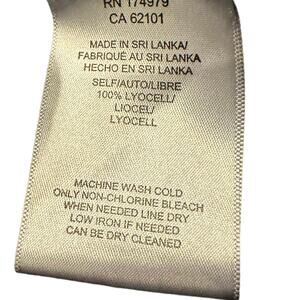 RN 174979
CA 62101
MADE IN SRI LANKA/
FABRIQUÉ AU SRI LANKA
HECHO EN SRI LANKA
SELF/AUTO/LIBRE
100% LYOCELL/
LIOCEL/
LYOCELL
MACHINE WASH COLD
ONLY NON-CHLORINE BLEACH
WHEN NEEDED LINE DRY
LOW IRON IF NEEDED
CAN BE DRY CLEANED